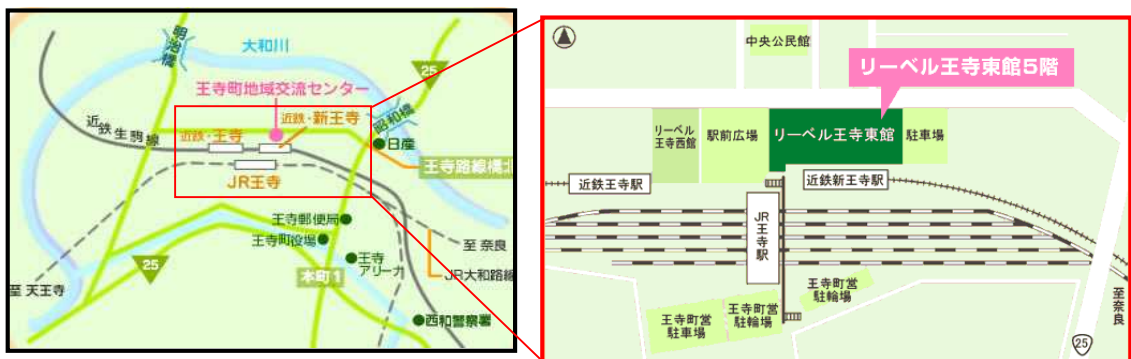 明治橋
大和川
25
王寺町地域交流センター
昭和橋
近鉄生駒線
近鉄・王寺
近鉄・新王寺
日産
王寺路線橋北
JR王寺
王寺郵便局
王寺町役場
至 奈良
王寺
アリーナ
25
本町1
JR大和路線
至 天王寺
西和警察署
中央公民館
リーベル王寺東館5階
リーベル
王寺西館
駅前広場
リーベル王寺東館
駐車場
近鉄王寺駅
近鉄新王寺駅
JR王寺駅
王寺町営
駐輪場
王寺町営
駐輪場
王寺町営
駐車場
至奈良
25